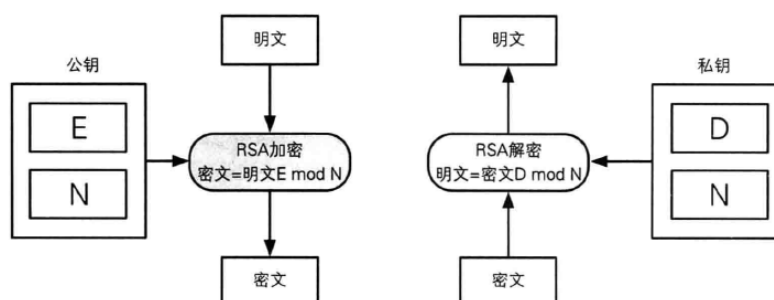 明文
明文
公钥
私钥
E
N
RSA加密
密文=明文E mod N
RSA解密
明文=密文D mod N
D
N
密文
密文